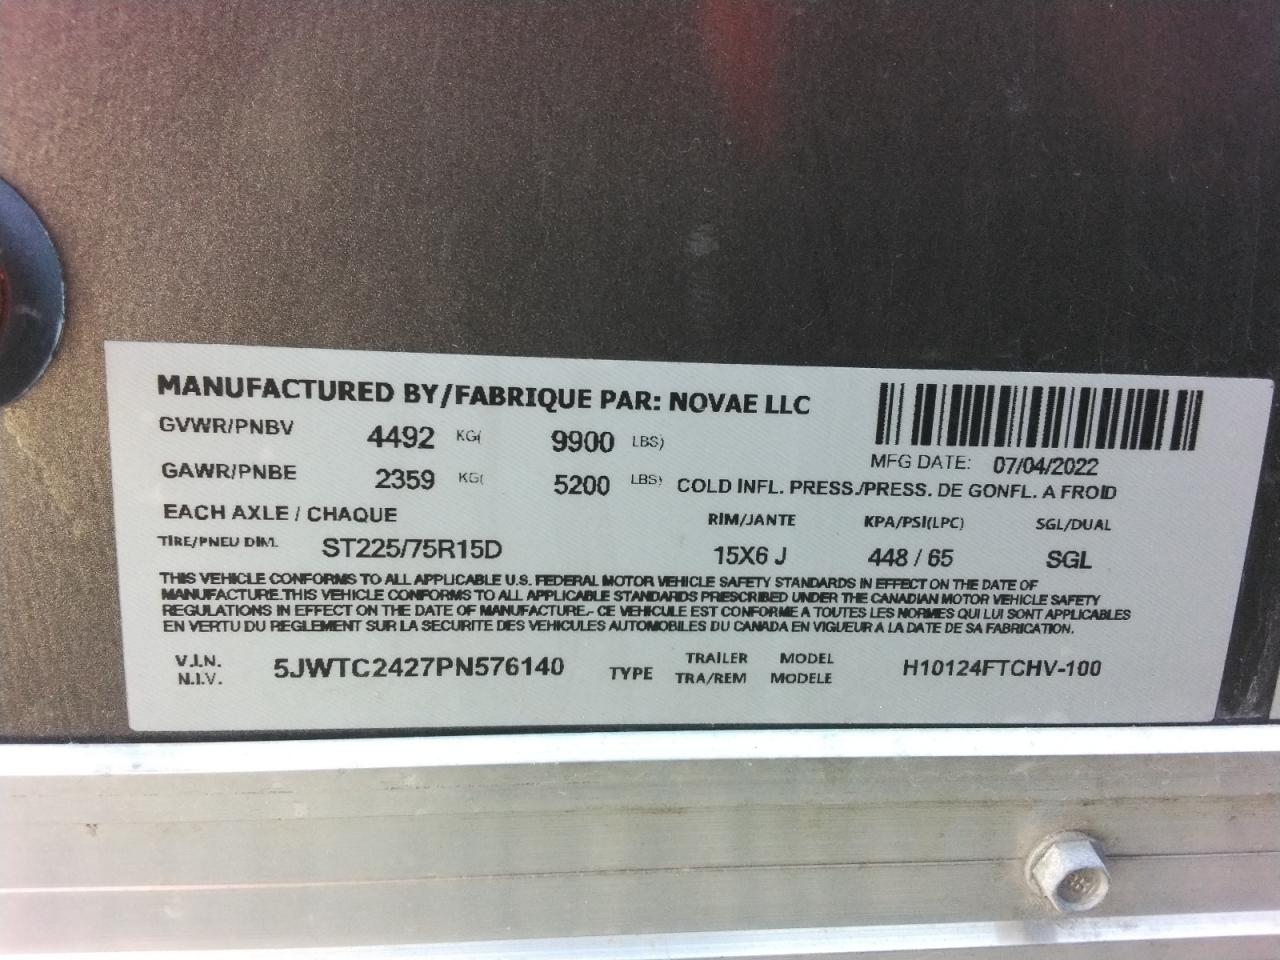 MANUFACTURED BY/FABRIQUE PAR: NOVAE LLC
GVWR/PNBV 4492 KG( 9900 LBS)
MFG DATE: 07/04/2022
GAWR/PNBE 2359 KG( 5200 LBS) COLD INFL. PRESS./PRESS. DE GONFL. A FROID
EACH AXLE / CHAQUE RIM/JANTE KPA/PSI(LPC) SGL/DUAL
TIRE/PNEU DIM. ST225/75R15D 15X6 J 448 / 65 SGL
THIS VEHICLE CONFORMS TO ALL APPLICABLE U.S. FEDERAL MOTOR VEHICLE SAFETY STANDARDS IN EFFECT ON THE DATE OF
MANUFACTURE.THIS VEHICLE CONFORMS TO ALL APPLICABLE STANDARDS PRESCRIBED UNDER THE CANADIAN MOTOR VEHICLE SAFETY
REGULATIONS IN EFFECT ON THE DATE OF MANUFACTURE.- CE VEHICULE EST CONFORME A TOUTES LES NORMES QUI LUI SONT APPLICABLES
EN VERTU DU REGLEMENT SUR LA SECURITE DES VEHICULES AUTOMOBILES DU CANADA EN VIGUEUR A LA DATE DE SA FABRICATION.
V.I.N. 5JWTC2427PN576140 TYPE TRAILER MODEL H10124FTCHV-100
N.I.V. TRA/REM MODELE